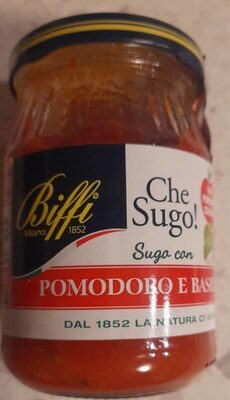 Biffi
Milano 1852
Che
Sugo!
Sugo con
POMODORO E
DAL 1852 LA NATURA